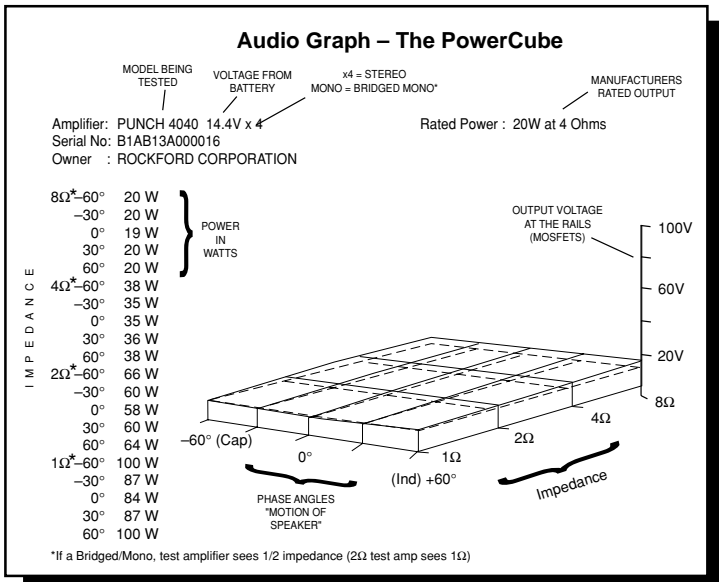 Audio Graph – The PowerCube
MODEL BEING
TESTED
VOLTAGE FROM
BATTERY
x4 = STEREO
MONO = BRIDGED MONO*
MANUFACTURERS
RATED OUTPUT
Amplifier: PUNCH 4040 14.4V x 4
Rated Power : 20W at 4 Ohms
Serial No: B1AB13A000016
Owner : ROCKFORD CORPORATION
IMPEDANCE
8Ω*–60° 20 W
–30° 20 W
0° 19 W
30° 20 W
60° 20 W
4Ω*–60° 38 W
–30° 35 W
0° 35 W
30° 36 W
60° 38 W
2Ω*–60° 66 W
–30° 60 W
0° 58 W
30° 60 W
60° 64 W
1Ω*–60° 100 W
–30° 87 W
0° 84 W
30° 87 W
60° 100 W
POWER
IN
WATTS
OUTPUT VOLTAGE
AT THE RAILS
(MOSFETS)
100V
60V
20V
8Ω
4Ω
2Ω
1Ω
–60° (Cap)
0°
(Ind) +60°
Impedance
PHASE ANGLES
"MOTION OF
SPEAKER"
*If a Bridged/Mono, test amplifier sees 1/2 impedance (2Ω test amp sees 1Ω)